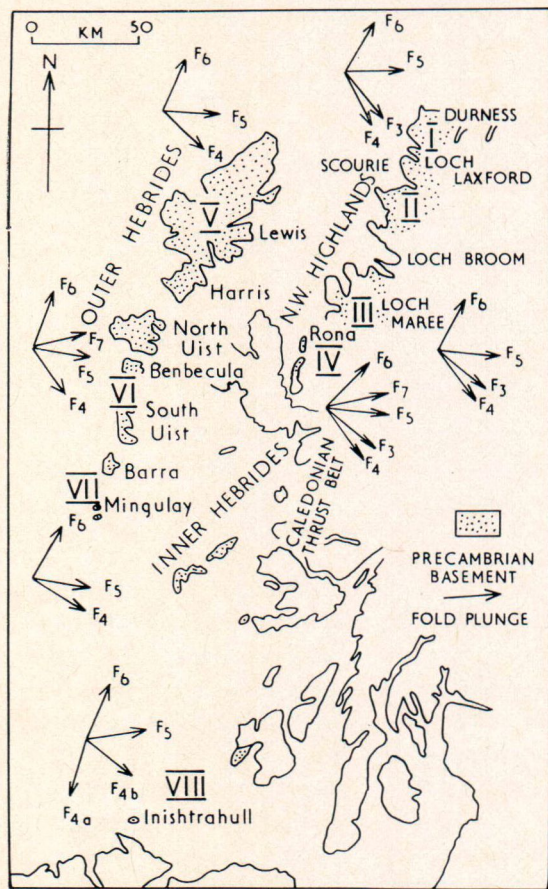 0 50
KM
N
F6
F5
F4
F6
F5
F3
F4
DURNESS
I
SCOURIE
LOCH
LAXFORD
II
OUTER HEBRIDES
V
Lewis
N.W. HIGHLANDS
LOCH BROOM
Harris
III
LOCH
MAREE
F6
F7
F5
F4
North
Uist
Benbecula
VI
South
Uist
Rona
IV
F6
F7
F5
F3
F4
F6
F5
F3
F4
Barra
VII
Mingulay
F6
F5
F4
INNER HEBRIDES
CALEDONIAN
THRUST BELT
PRECAMBRIAN
BASEMENT
FOLD PLUNGE
F6
F5
F4b
F4a
VIII
Inishtrahull